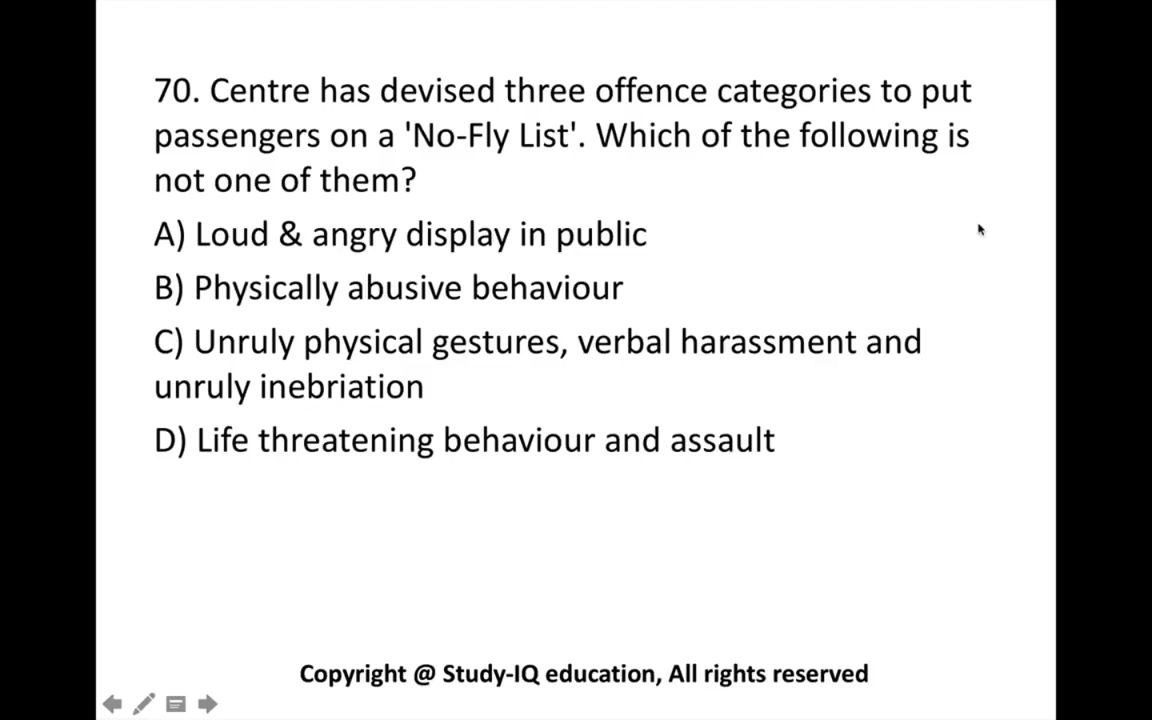 70. Centre has devised three offence categories to put
passengers on a 'No-Fly List'. Which of the following is
not one of them?
A) Loud & angry display in public
B) Physically abusive behaviour
C) Unruly physical gestures, verbal harassment and
unruly inebriation
D) Life threatening behaviour and assault
Copyright @ Study-IQ education, All rights reserved